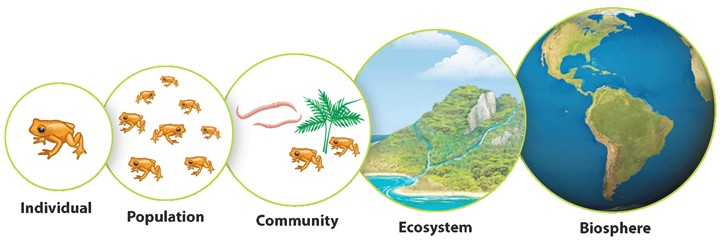 Individual
Population
Community
Ecosystem
Biosphere